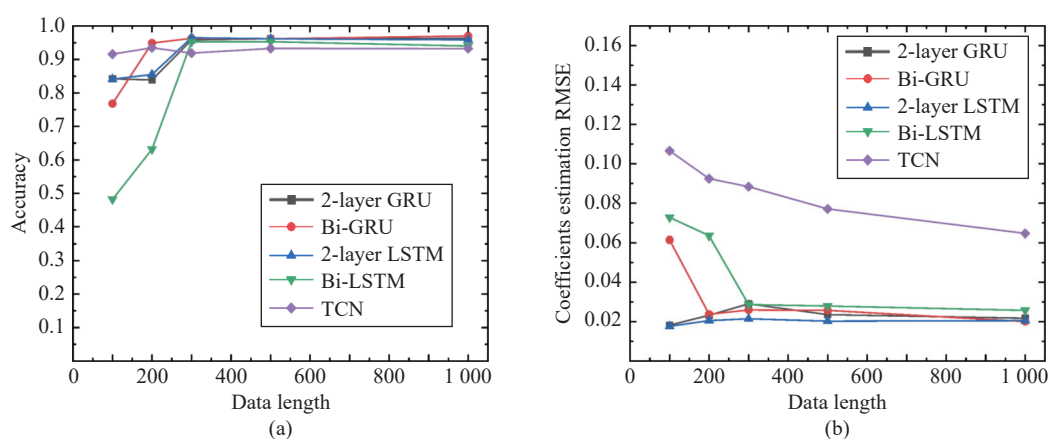 1.0
0.9
0.8
0.7
0.6
0.5
0.4
0.3
0.2
0.1
Accuracy
2-layer GRU
Bi-GRU
2-layer LSTM
Bi-LSTM
TCN
0 200 400 600 800 1 000
Data length
(a)
0.16
0.14
0.12
0.10
0.08
0.06
0.04
0.02
Coefficients estimation RMSE
2-layer GRU
Bi-GRU
2-layer LSTM
Bi-LSTM
TCN
0 200 400 600 800 1 000
Data length
(b)